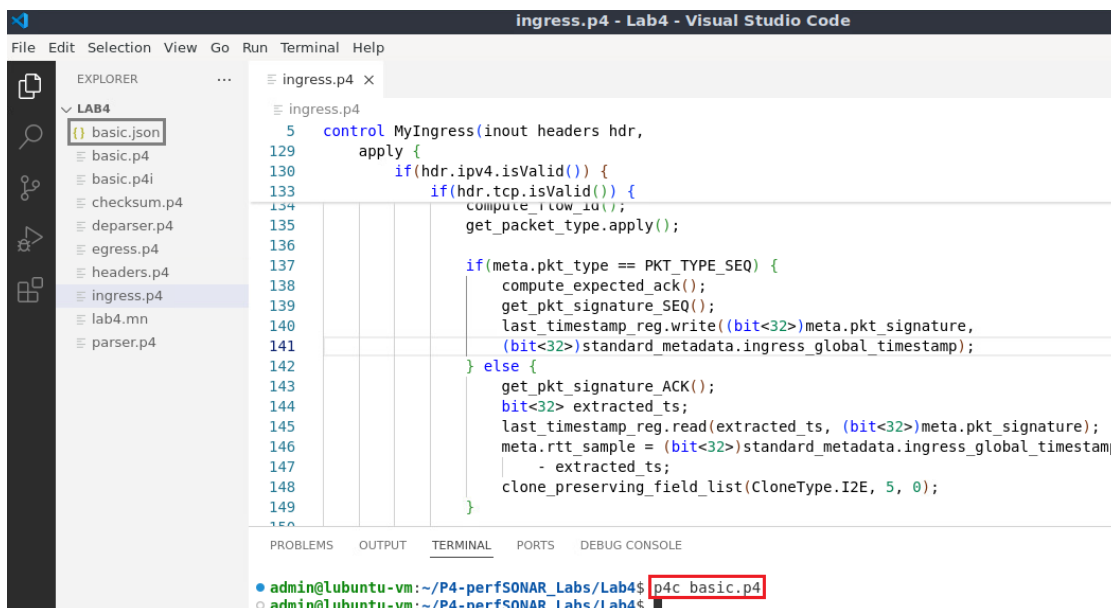 ingress.p4 - Lab4 - Visual Studio Code
File Edit Selection View Go Run Terminal Help
EXPLORER ...
LAB4
{} basic.json
basic.p4
basic.p4i
checksum.p4
deparser.p4
egress.p4
headers.p4
ingress.p4
lab4.mn
parser.p4
ingress.p4 ×
ingress.p4
5 control MyIngress(inout headers hdr,
129 apply {
130 if(hdr.ipv4.isValid()) {
133 if(hdr.tcp.isValid()) {
134 compute_flow_id();
135 get_packet_type.apply();
136
137 if(meta.pkt_type == PKT_TYPE_SEQ) {
138 compute_expected_ack();
139 get_pkt_signature_SEQ();
140 last_timestamp_reg.write((bit<32>)meta.pkt_signature,
141 (bit<32>)standard_metadata.ingress_global_timestamp);
142 } else {
143 get_pkt_signature_ACK();
144 bit<32> extracted_ts;
145 last_timestamp_reg.read(extracted_ts, (bit<32>)meta.pkt_signature);
146 meta.rtt_sample = (bit<32>)standard_metadata.ingress_global_timestamp
147 - extracted_ts;
148 clone_preserving_field_list(CloneType.I2E, 5, 0);
149 }
150
PROBLEMS OUTPUT TERMINAL PORTS DEBUG CONSOLE
admin@lubuntu-vm:~/P4-perfSONAR_Labs/Lab4$ p4c basic.p4
admin@lubuntu-vm:~/P4-perfSONAR_Labs/Lab4$